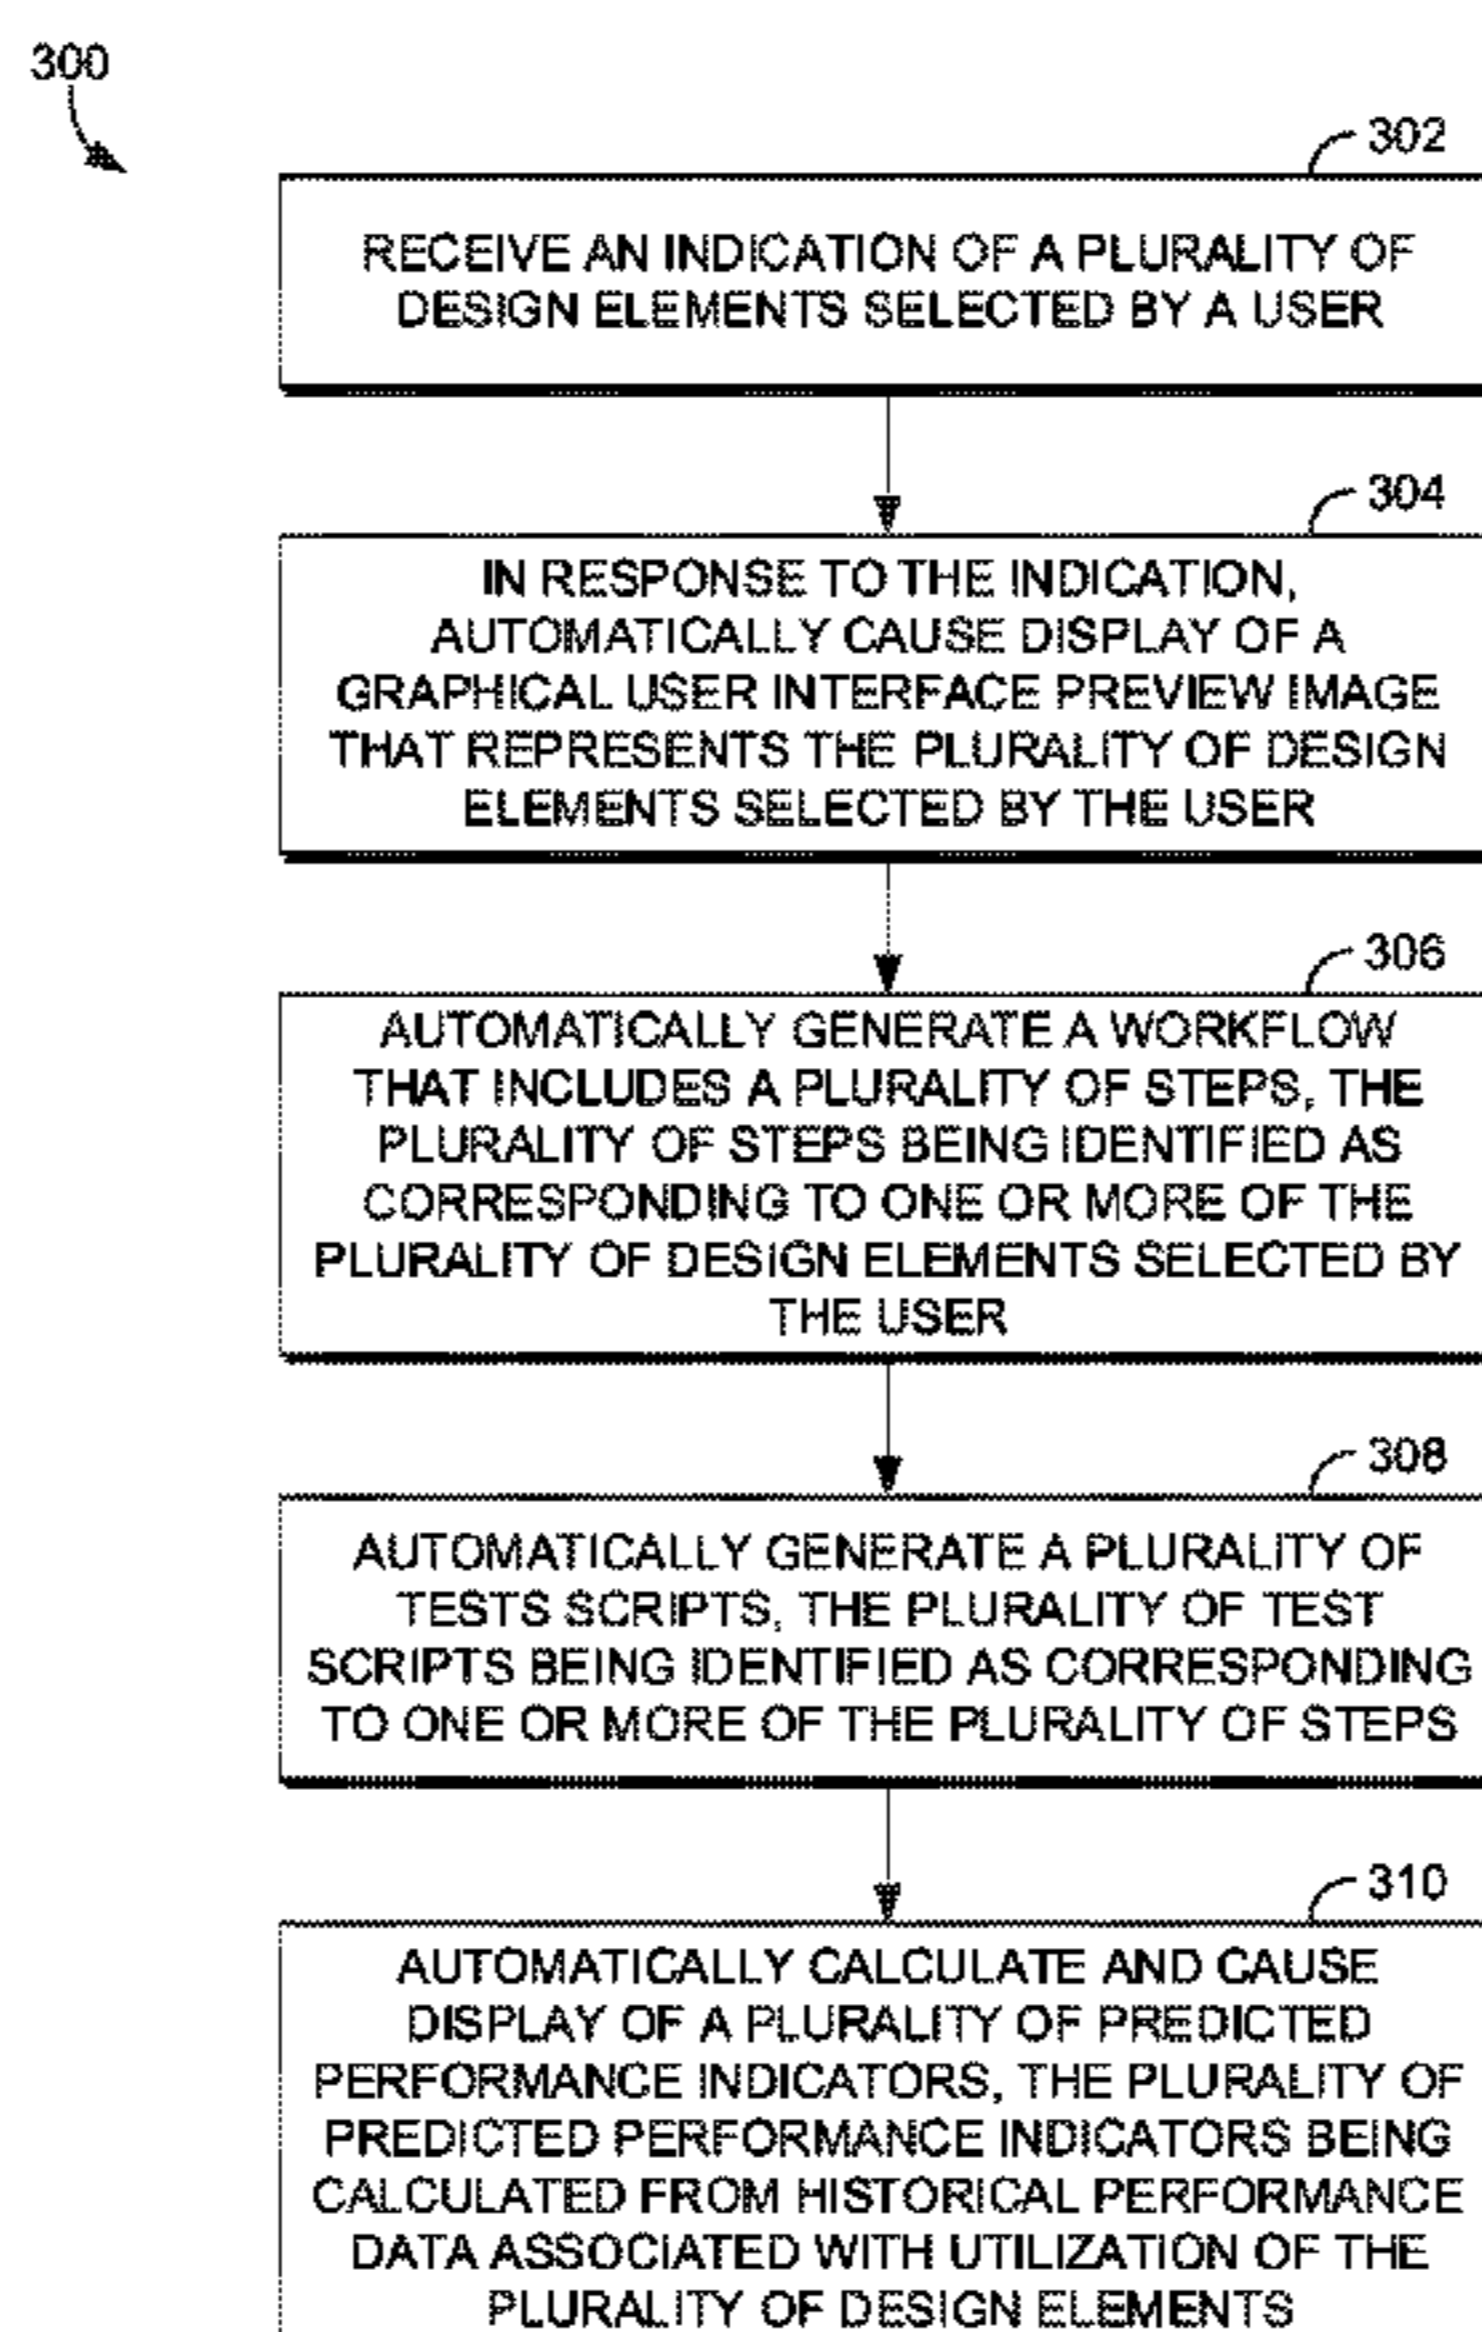 300
302
RECEIVE AN INDICATION OF A PLURALITY OF
DESIGN ELEMENTS SELECTED BY A USER
304
IN RESPONSE TO THE INDICATION,
AUTOMATICALLY CAUSE DISPLAY OF A
GRAPHICAL USER INTERFACE PREVIEW IMAGE
THAT REPRESENTS THE PLURALITY OF DESIGN
ELEMENTS SELECTED BY THE USER
306
AUTOMATICALLY GENERATE A WORKFLOW
THAT INCLUDES A PLURALITY OF STEPS, THE
PLURALITY OF STEPS BEING IDENTIFIED AS
CORRESPONDING TO ONE OR MORE OF THE
PLURALITY OF DESIGN ELEMENTS SELECTED BY
THE USER
308
AUTOMATICALLY GENERATE A PLURALITY OF
TESTS SCRIPTS, THE PLURALITY OF TEST
SCRIPTS BEING IDENTIFIED AS CORRESPONDING
TO ONE OR MORE OF THE PLURALITY OF STEPS
310
AUTOMATICALLY CALCULATE AND CAUSE
DISPLAY OF A PLURALITY OF PREDICTED
PERFORMANCE INDICATORS, THE PLURALITY OF
PREDICTED PERFORMANCE INDICATORS BEING
CALCULATED FROM HISTORICAL PERFORMANCE
DATA ASSOCIATED WITH UTILIZATION OF THE
PLURALITY OF DESIGN ELEMENTS